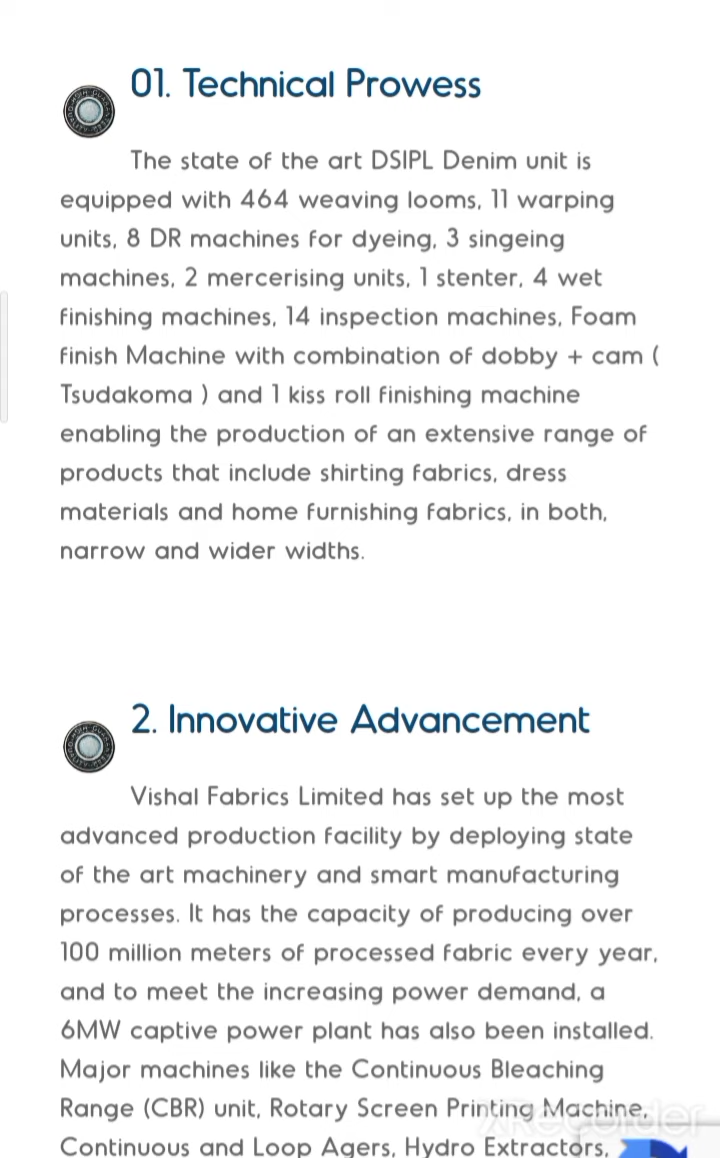 01. Technical Prowess
The state of the art DSIPL Denim unit is
equipped with 464 weaving looms, 11 warping
units, 8 DR machines for dyeing, 3 singeing
machines, 2 mercerising units, 1 stenter, 4 wet
finishing machines, 14 inspection machines, Foam
finish Machine with combination of dobby + cam (
Tsudakoma ) and 1 kiss roll finishing machine
enabling the production of an extensive range of
products that include shirting fabrics, dress
materials and home furnishing fabrics, in both,
narrow and wider widths.
2. Innovative Advancement
Vishal Fabrics Limited has set up the most
advanced production facility by deploying state
of the art machinery and smart manufacturing
processes. It has the capacity of producing over
100 million meters of processed fabric every year,
and to meet the increasing power demand, a
6MW captive power plant has also been installed.
Major machines like the Continuous Bleaching
Range (CBR) unit, Rotary Screen Printing Machine,
XRecorder
Continuous and Loop Agers, Hydro Extractors,